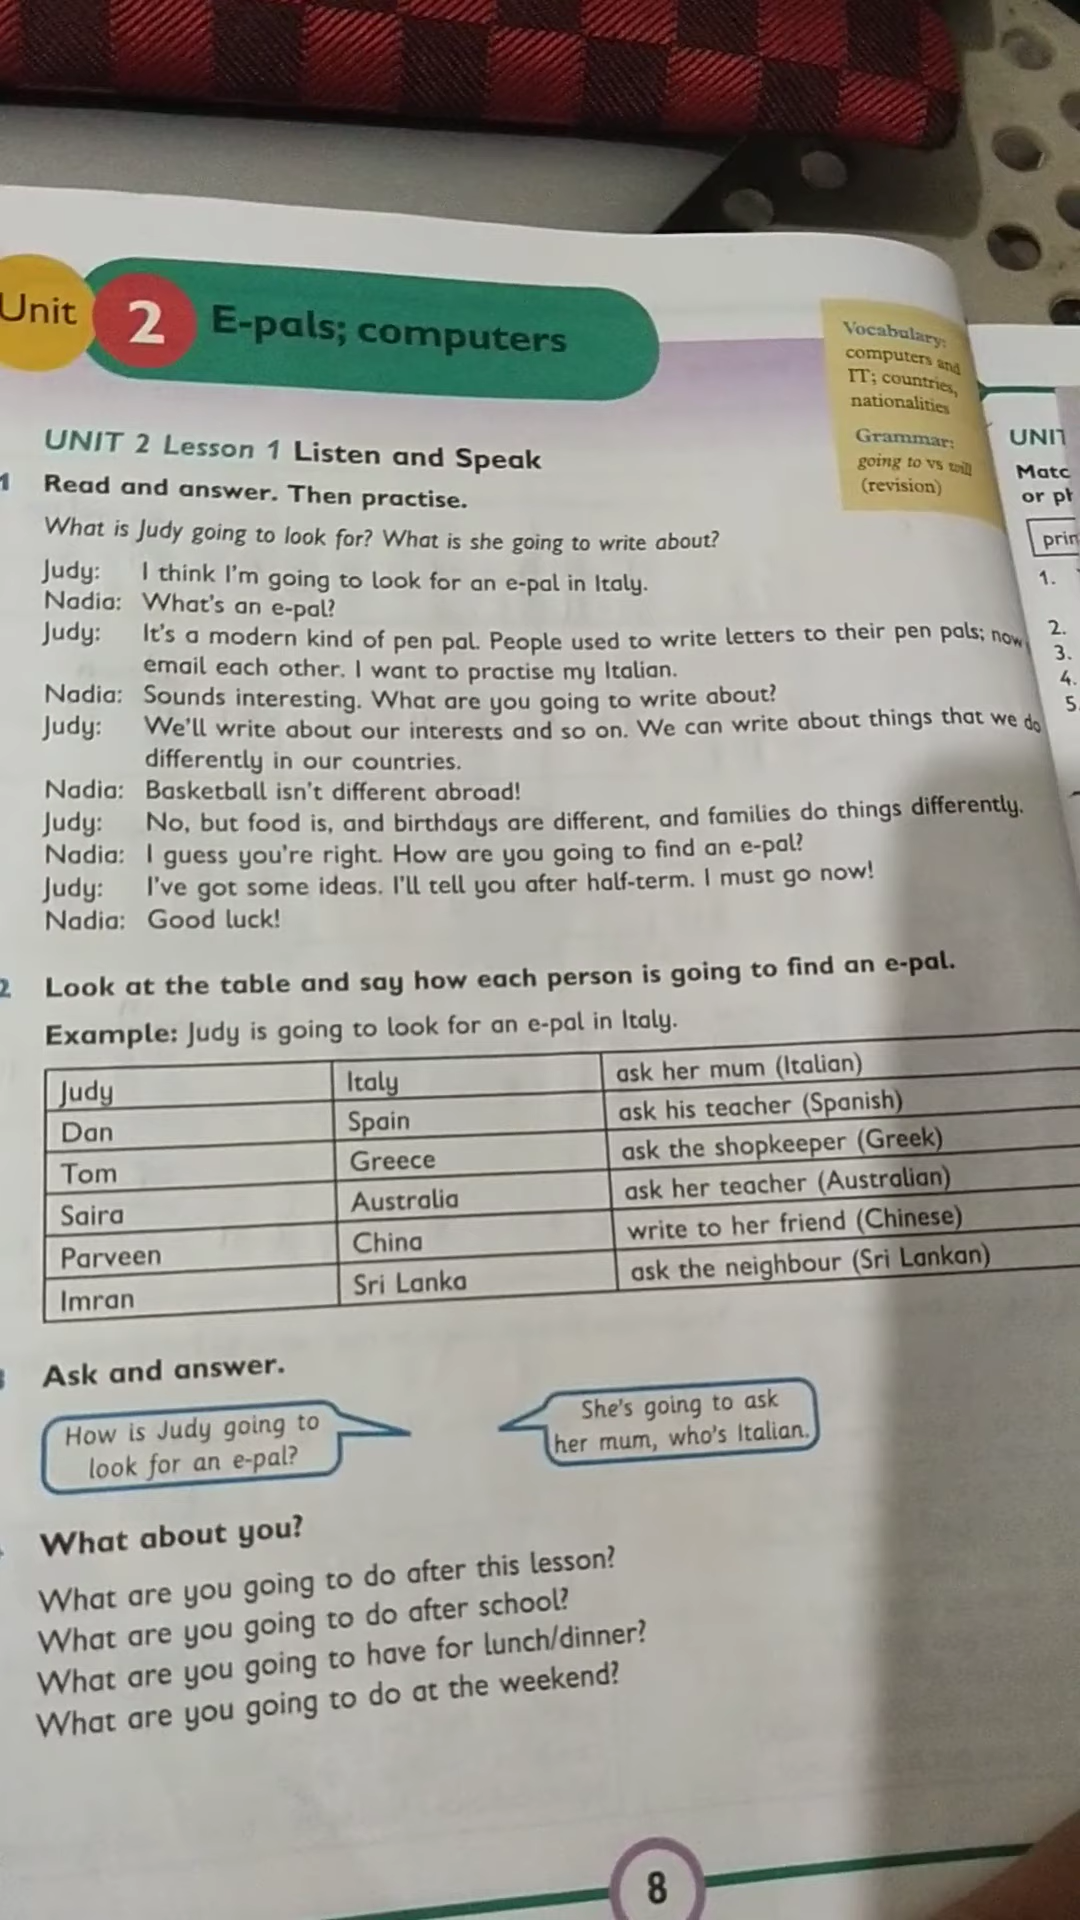 Unit 2 E-pals; computers
Vocabulary:
computers and
IT; countries,
nationalities
Grammar:
going to vs will
(revision)
UNIT 2 Lesson 1 Listen and Speak
1 Read and answer. Then practise.
What is Judy going to look for? What is she going to write about?
Judy: I think I'm going to look for an e-pal in Italy.
Nadia: What's an e-pal?
Judy: It's a modern kind of pen pal. People used to write letters to their pen pals; now
email each other. I want to practise my Italian.
Nadia: Sounds interesting. What are you going to write about?
Judy: We'll write about our interests and so on. We can write about things that we do
differently in our countries.
Nadia: Basketball isn't different abroad!
Judy: No, but food is, and birthdays are different, and families do things differently.
Nadia: I guess you're right. How are you going to find an e-pal?
Judy: I've got some ideas. I'll tell you after half-term. I must go now!
Nadia: Good luck!
2 Look at the table and say how each person is going to find an e-pal.
Example: Judy is going to look for an e-pal in Italy.
Judy Italy ask her mum (Italian)
Dan Spain ask his teacher (Spanish)
Tom Greece ask the shopkeeper (Greek)
Saira Australia ask her teacher (Australian)
Parveen China write to her friend (Chinese)
Imran Sri Lanka ask the neighbour (Sri Lankan)
Ask and answer.
How is Judy going to
look for an e-pal?
She's going to ask
her mum, who's Italian.
What about you?
What are you going to do after this lesson?
What are you going to do after school?
What are you going to have for lunch/dinner?
What are you going to do at the weekend?
8
UNIT
Matc
or ph
prin
1.
2.
3.
4.
5.